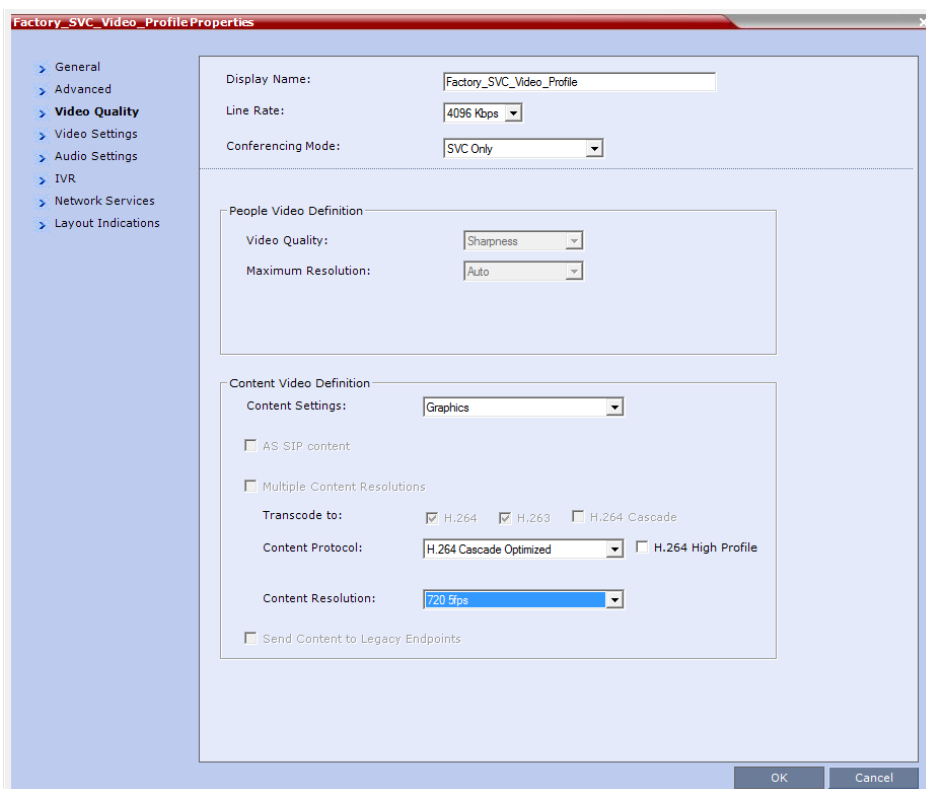 Factory_SVC_Video_Profile Properties
General
Advanced
Video Quality
Video Settings
Audio Settings
IVR
Network Services
Layout Indications
Display Name: Factory_SVC_Video_Profile
Line Rate: 4096 Kbps
Conferencing Mode: SVC Only
People Video Definition
Video Quality: Sharpness
Maximum Resolution: Auto
Content Video Definition
Content Settings: Graphics
AS SIP content
Multiple Content Resolutions
Transcode to: H.264 H.263 H.264 Cascade
Content Protocol: H.264 Cascade Optimized H.264 High Profile
Content Resolution: 720 5fps
Send Content to Legacy Endpoints
OK Cancel